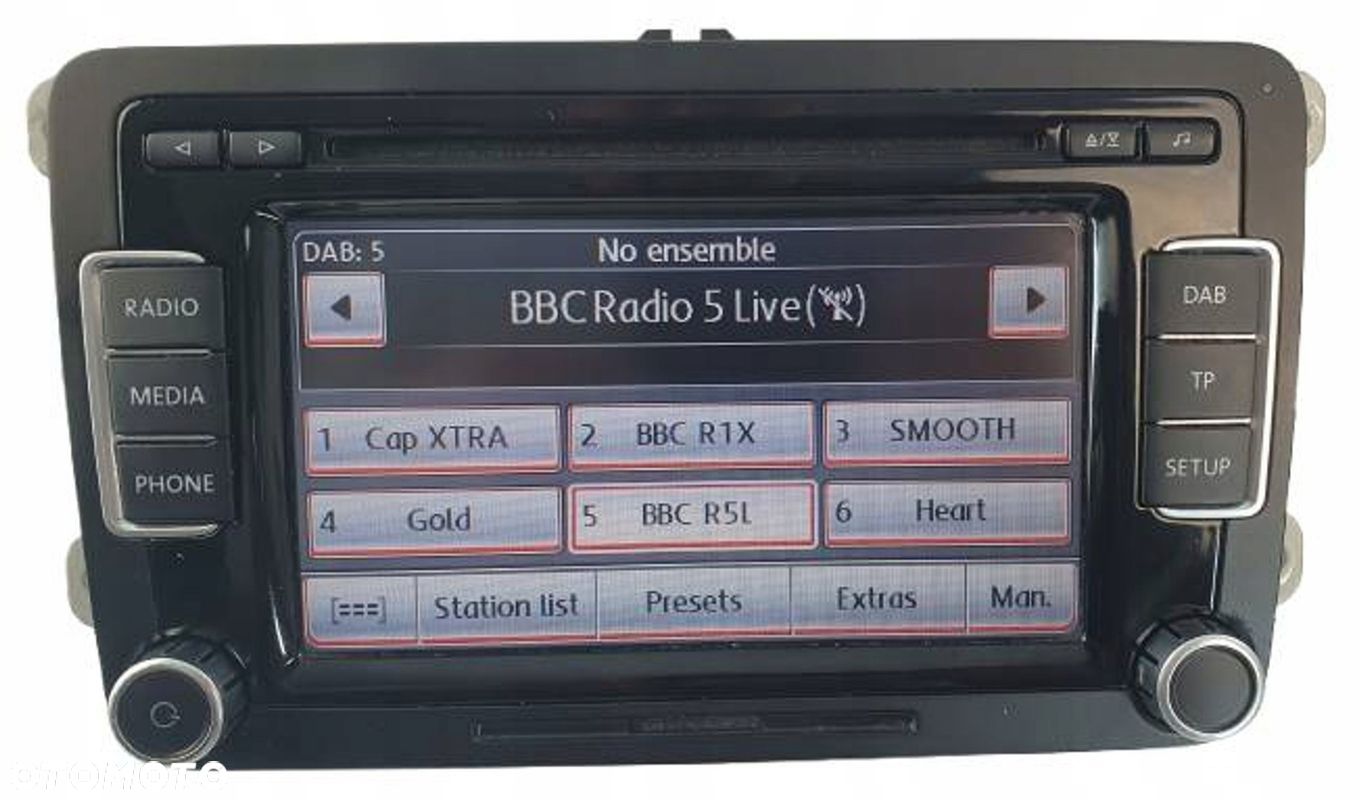 DAB: 5 No ensemble
BBC Radio 5 Live
RADIO
MEDIA
PHONE
DAB
TP
SETUP
1 Cap XTRA 2 BBC R1X 3 SMOOTH
4 Gold 5 BBC R5L 6 Heart
[===] Station list Presets Extras Man.
OTOMOTO